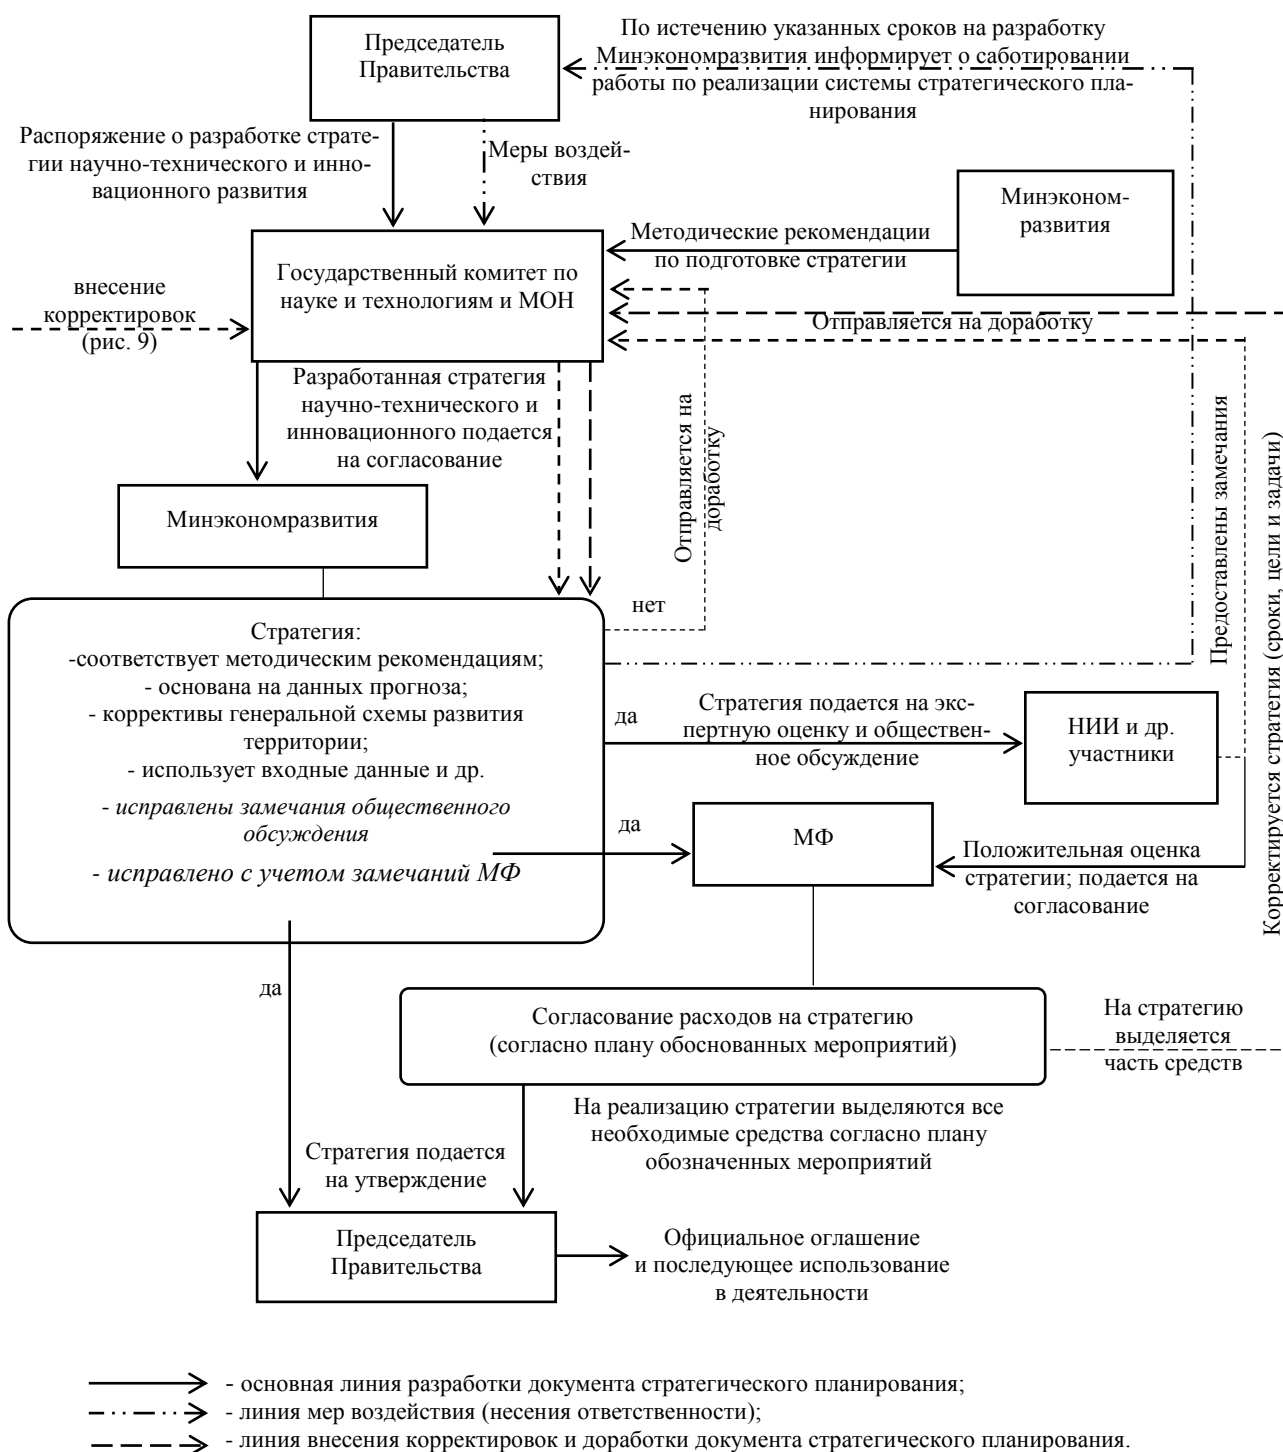 Председатель
Правительства
По истечению указанных сроков на разработку
Минэкономразвития информирует о саботировании
работы по реализации системы стратегического пла-
нирования
Распоряжение о разработке страте-
гии научно-технического и инно-
вационного развития
Меры воздей-
ствия
Минэконом-
развития
Методические рекомендации
по подготовке стратегии
Государственный комитет по
науке и технологиям и МОН
внесение
корректировок
(рис. 9)
Отправляется на доработку
Разработанная стратегия
научно-технического и
инновационного подается
на согласование
Отправляется на
доработку
Предоставлены замечания
Корректируется стратегия (сроки, цели и задачи)
Минэкономразвития
нет
Стратегия:
-соответствует методическим рекомендациям;
- основана на данных прогноза;
- коррективы генеральной схемы развития
территории;
- использует входные данные и др.
- исправлены замечания общественного
обсуждения
- исправлено с учетом замечаний МФ
да
Стратегия подается на экс-
пертную оценку и обществен-
ное обсуждение
НИИ и др.
участники
да
МФ
Положительная оценка
стратегии; подается на
согласование
да
Согласование расходов на стратегию
(согласно плану обоснованных мероприятий)
На стратегию
выделяется
часть средств
На реализацию стратегии выделяются все
необходимые средства согласно плану
обозначенных мероприятий
Стратегия подается
на утверждение
Председатель
Правительства
Официальное оглашение
и последующее использование
в деятельности
- основная линия разработки документа стратегического планирования;
- линия мер воздействия (несения ответственности);
- линия внесения корректировок и доработки документа стратегического планирования.